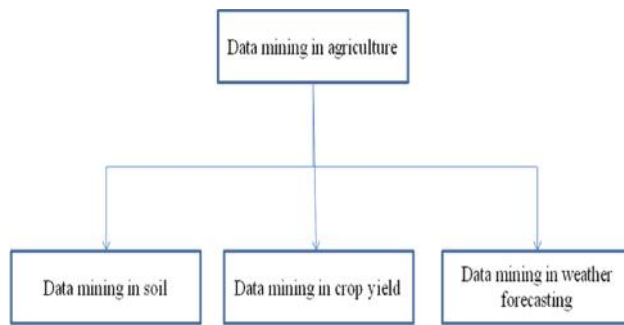 Data mining in agriculture
Data mining in soil
Data mining in crop yield
Data mining in weather
forecasting